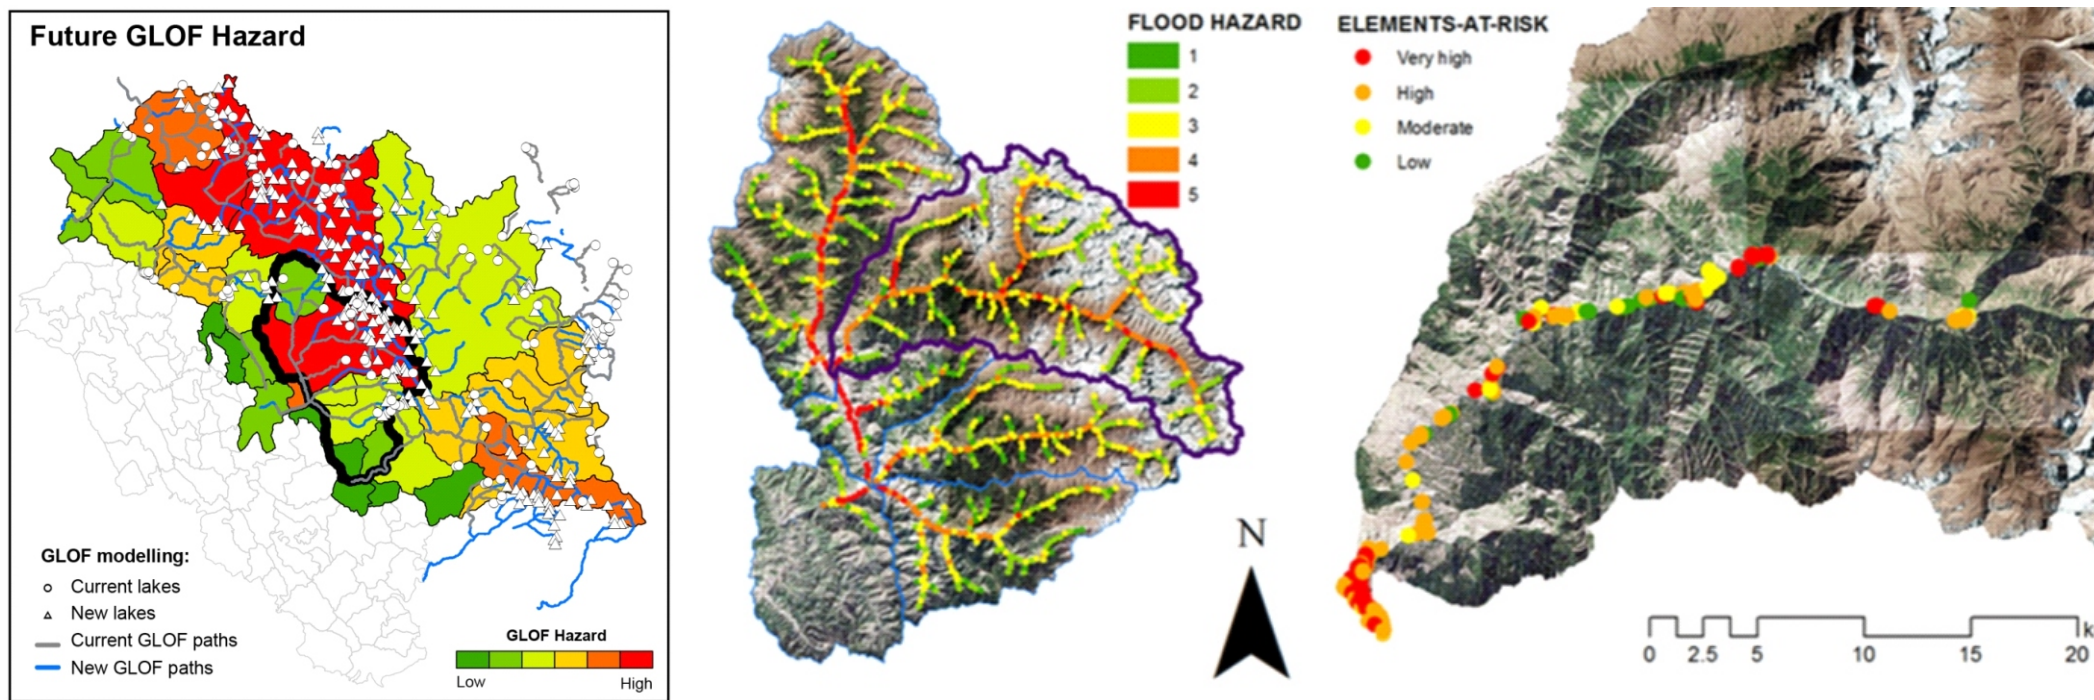 Future GLOF Hazard
GLOF modelling:
Current lakes
New lakes
Current GLOF paths
New GLOF paths
GLOF Hazard
Low High
FLOOD HAZARD
1
2
3
4
5
N
ELEMENTS-AT-RISK
Very high
High
Moderate
Low
k
0 2.5 5 10 15 20